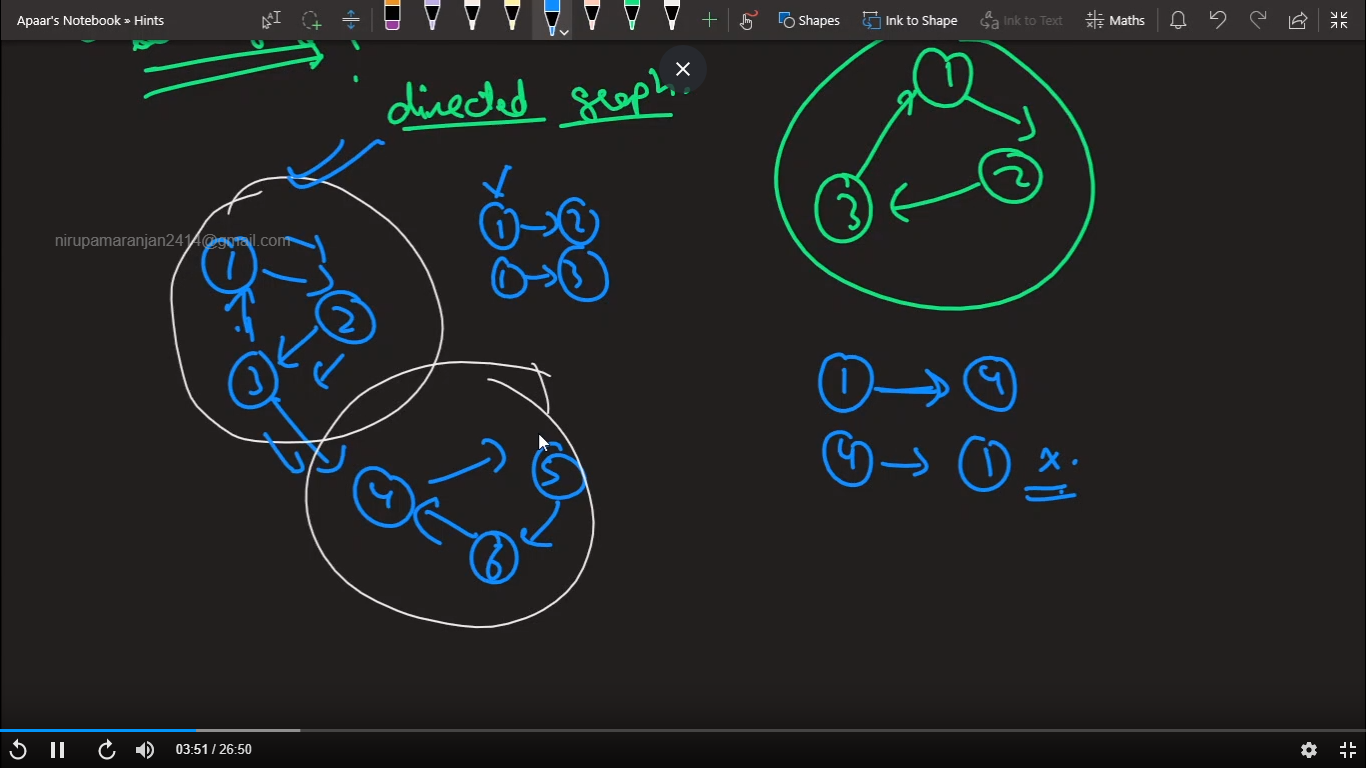 Apaar's Notebook » Hints
Shapes
Ink to Shape
Ink to Text
Maths
directed graph.
1
2
3
nirupamaranjan2414@gmail.com
1 → 2
1 → 3
1
2
3
4
5
6
1 → 4
4 → 1 x.
03:51 / 26:50